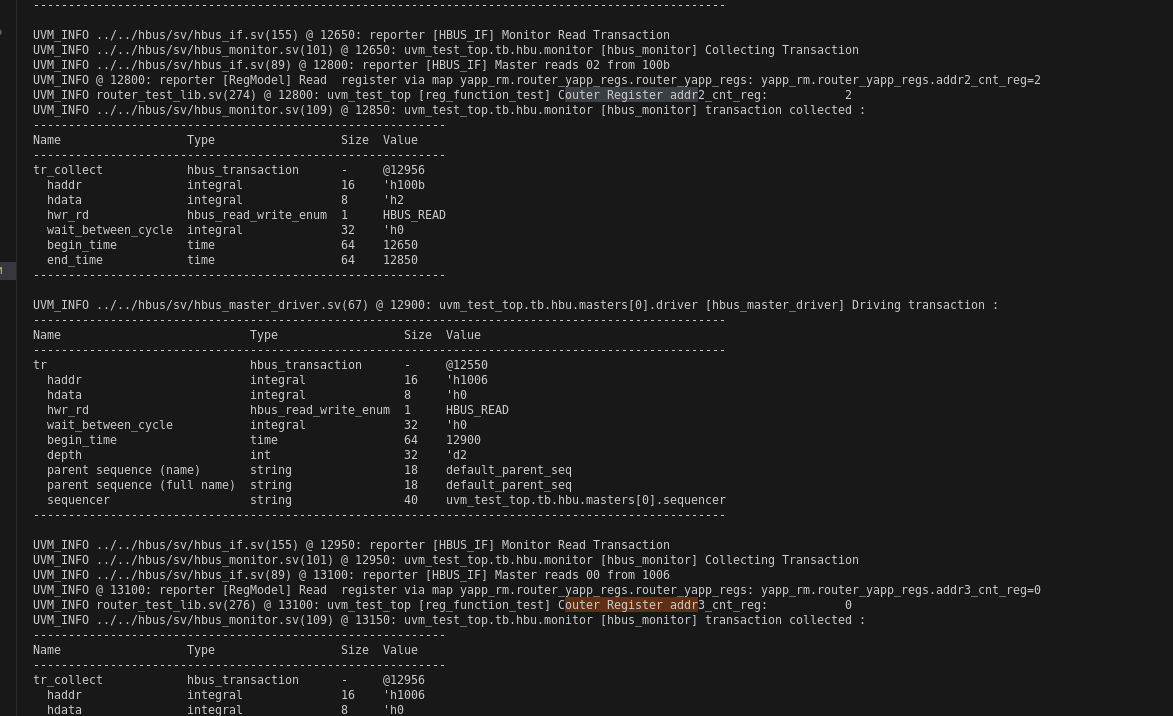 ------------------------------------------------------------------------------------------------
UVM_INFO ../../hbus/sv/hbus_if.sv(155) @ 12650: reporter [HBUS_IF] Monitor Read Transaction
UVM_INFO ../../hbus/sv/hbus_monitor.sv(101) @ 12650: uvm_test_top.tb.hbu.monitor [hbus_monitor] Collecting Transaction
UVM_INFO ../../hbus/sv/hbus_if.sv(89) @ 12800: reporter [HBUS_IF] Master reads 02 from 100b
UVM_INFO @ 12800: reporter [RegModel] Read  register via map yapp_rm.router_yapp_regs.router_yapp_regs: yapp_rm.router_yapp_regs.addr2_cnt_reg=2
UVM_INFO router_test_lib.sv(274) @ 12800: uvm_test_top [reg_function_test] Couter Register addr2_cnt_reg:           2
UVM_INFO ../../hbus/sv/hbus_monitor.sv(109) @ 12850: uvm_test_top.tb.hbu.monitor [hbus_monitor] transaction collected :
-----------------------------------------------------------
Name                  Type                  Size  Value
-----------------------------------------------------------
tr_collect            hbus_transaction      -     @12956
  haddr               integral              16    'h100b
  hdata               integral              8     'h2
  hwr_rd              hbus_read_write_enum  1     HBUS_READ
  wait_between_cycle  integral              32    'h0
  begin_time          time                  64    12650
  end_time            time                  64    12850
-----------------------------------------------------------
UVM_INFO ../../hbus/sv/hbus_master_driver.sv(67) @ 12900: uvm_test_top.tb.hbu.masters[0].driver [hbus_master_driver] Driving transaction :
---------------------------------------------------------------------------------------------------
Name                           Type                  Size  Value
---------------------------------------------------------------------------------------------------
tr                             hbus_transaction      -     @12550
  haddr                        integral              16    'h1006
  hdata                        integral              8     'h0
  hwr_rd                       hbus_read_write_enum  1     HBUS_READ
  wait_between_cycle           integral              32    'h0
  begin_time                   time                  64    12900
  depth                        int                   32    'd2
  parent sequence (name)       string                18    default_parent_seq
  parent sequence (full name)  string                18    default_parent_seq
  sequencer                    string                40    uvm_test_top.tb.hbu.masters[0].sequencer
---------------------------------------------------------------------------------------------------
UVM_INFO ../../hbus/sv/hbus_if.sv(155) @ 12950: reporter [HBUS_IF] Monitor Read Transaction
UVM_INFO ../../hbus/sv/hbus_monitor.sv(101) @ 12950: uvm_test_top.tb.hbu.monitor [hbus_monitor] Collecting Transaction
UVM_INFO ../../hbus/sv/hbus_if.sv(89) @ 13100: reporter [HBUS_IF] Master reads 00 from 1006
UVM_INFO @ 13100: reporter [RegModel] Read  register via map yapp_rm.router_yapp_regs.router_yapp_regs: yapp_rm.router_yapp_regs.addr3_cnt_reg=0
UVM_INFO router_test_lib.sv(276) @ 13100: uvm_test_top [reg_function_test] Couter Register addr3_cnt_reg:           0
UVM_INFO ../../hbus/sv/hbus_monitor.sv(109) @ 13150: uvm_test_top.tb.hbu.monitor [hbus_monitor] transaction collected :
-----------------------------------------------------------
Name                  Type                  Size  Value
-----------------------------------------------------------
tr_collect            hbus_transaction      -     @12956
  haddr               integral              16    'h1006
  hdata               integral              8     'h0